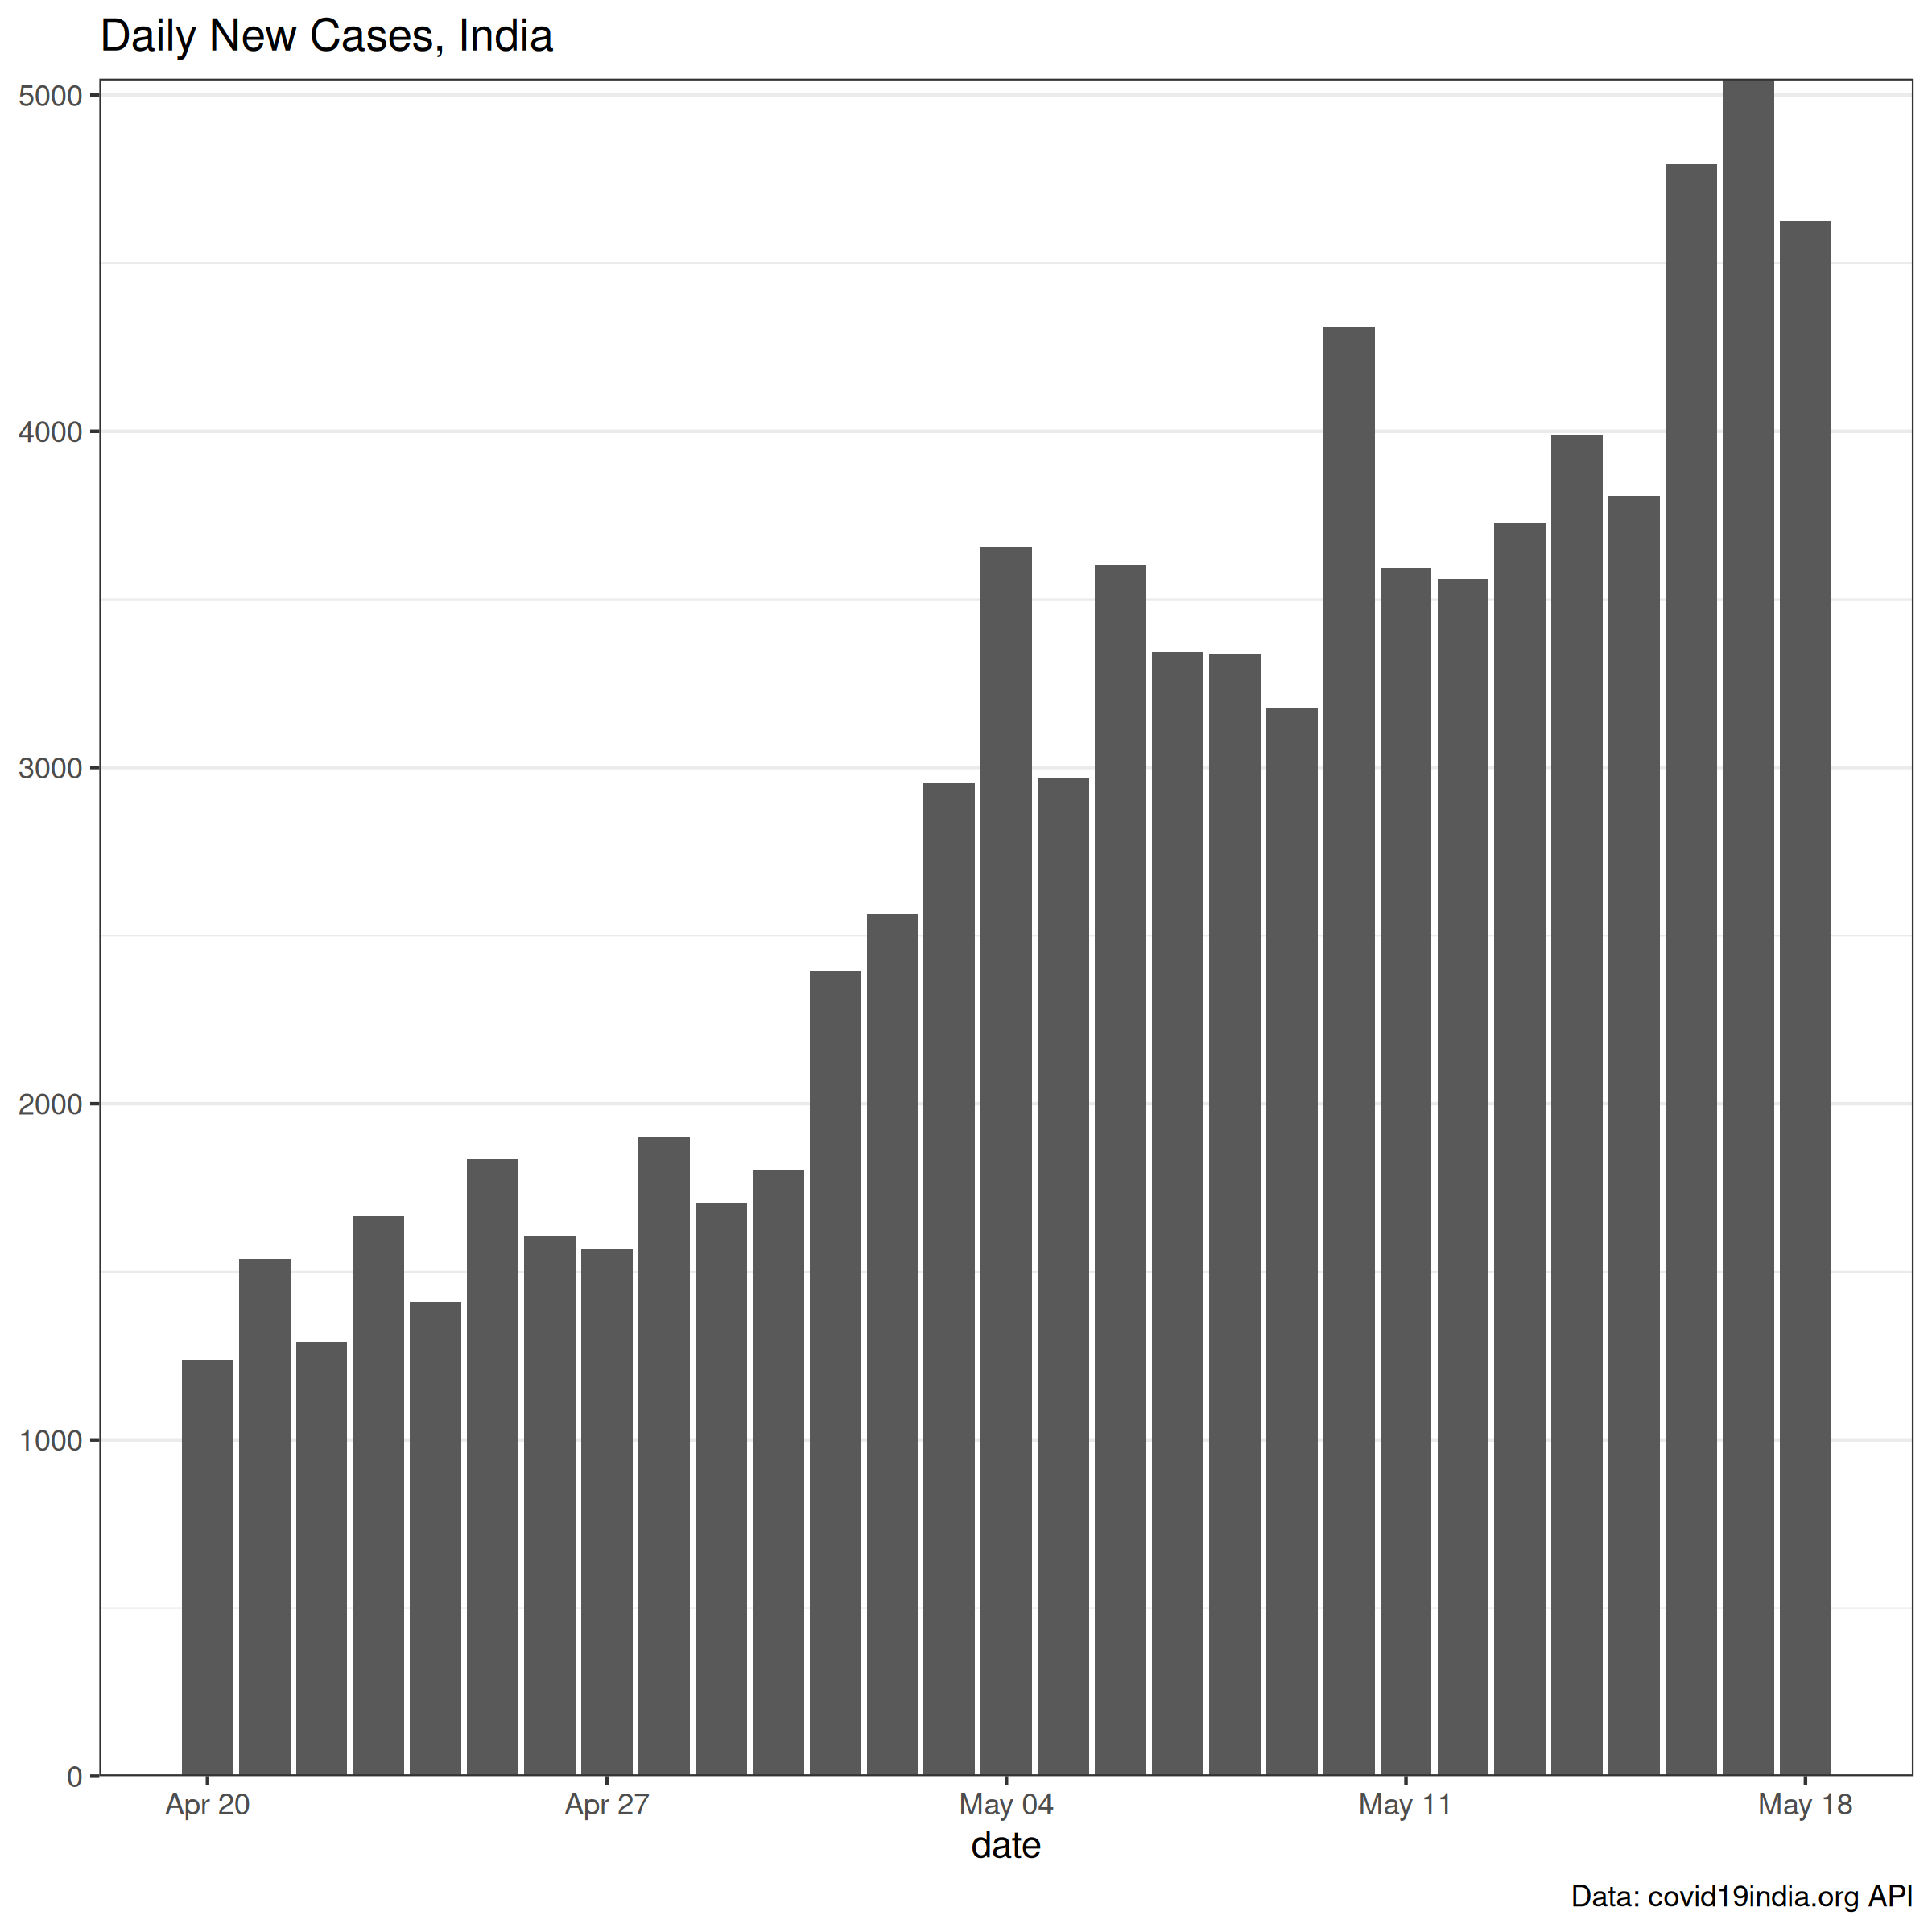 Daily New Cases, India
5000
4000
3000
2000
1000
0
Apr 20 Apr 27 May 04 May 11 May 18
date
Data: covid19india.org API